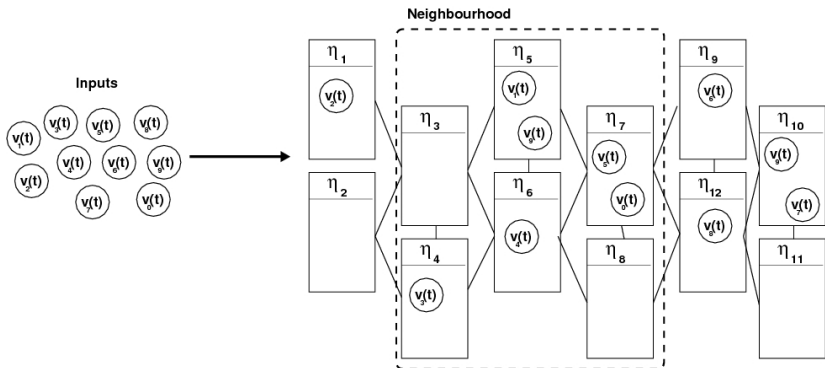 Neighbourhood
Inputs
v₁(t)
v₃(t)
v₅(t)
v₈(t)
v₂(t)
v₄(t)
v₆(t)
v₉(t)
v₇(t)
v₀(t)
η₁
v₂(t)
η₂
η₃
η₄
v₃(t)
η₅
v₁(t)
v₉(t)
η₆
v₄(t)
η₇
v₅(t)
v₀(t)
η₈
η₉
v₆(t)
η₁₂
v₈(t)
η₁₀
v₉(t)
v₇(t)
η₁₁